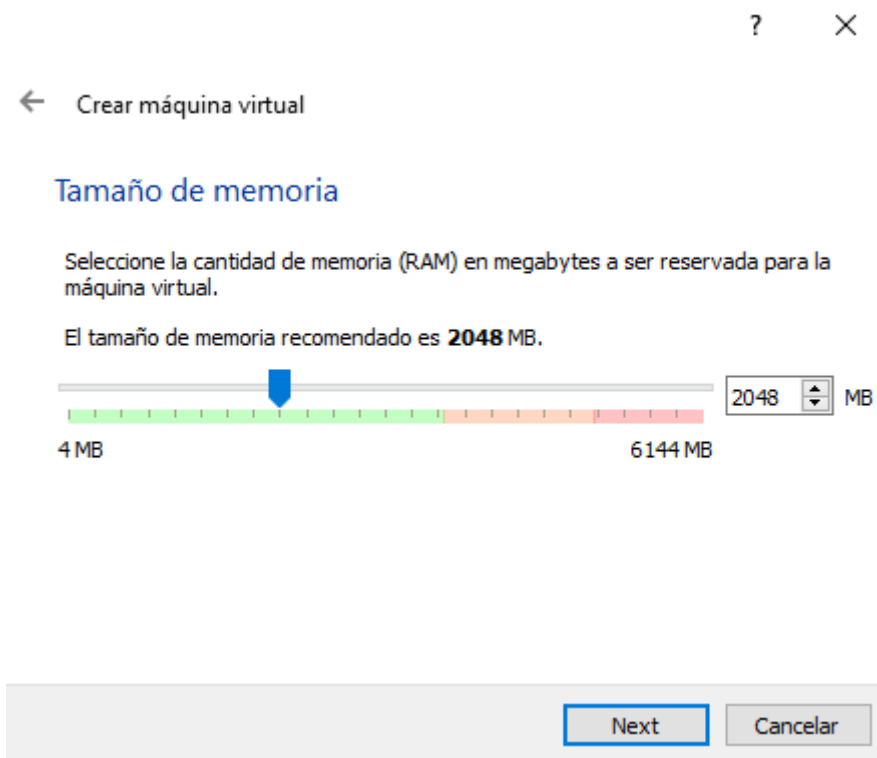 ?
Crear máquina virtual
Tamaño de memoria
Seleccione la cantidad de memoria (RAM) en megabytes a ser reservada para la
máquina virtual.
El tamaño de memoria recomendado es 2048 MB.
2048 MB
4 MB 6144 MB
Next Cancelar